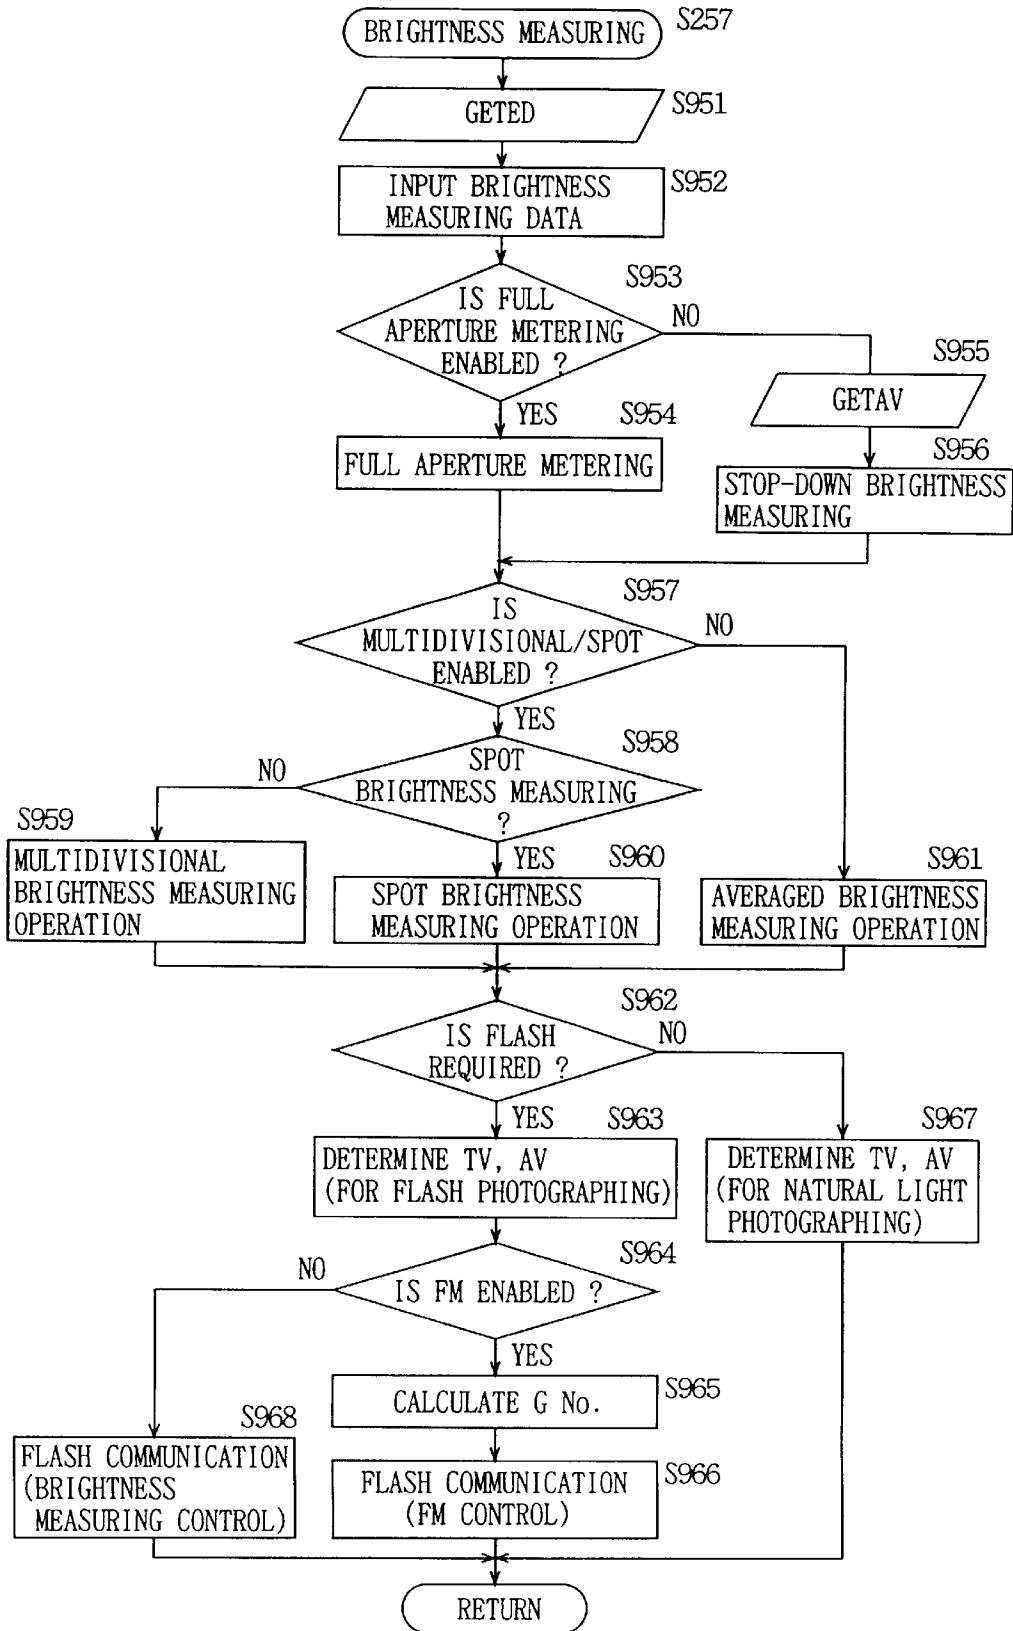 BRIGHTNESS MEASURING
S257
GETED
S951
INPUT BRIGHTNESS
MEASURING DATA
S952
S953
IS FULL
APERTURE METERING
ENABLED ?
NO
YES
S954
FULL APERTURE METERING
S955
GETAV
S956
STOP-DOWN BRIGHTNESS
MEASURING
S957
IS
MULTIDIVISIONAL/SPOT
ENABLED ?
NO
YES
S958
SPOT
BRIGHTNESS MEASURING
?
NO
YES
S959
MULTIDIVISIONAL
BRIGHTNESS MEASURING
OPERATION
S960
SPOT BRIGHTNESS
MEASURING OPERATION
S961
AVERAGED BRIGHTNESS
MEASURING OPERATION
S962
IS FLASH
REQUIRED ?
NO
YES
S963
DETERMINE TV, AV
(FOR FLASH PHOTOGRAPHING)
S967
DETERMINE TV, AV
(FOR NATURAL LIGHT
PHOTOGRAPHING)
S964
IS FM ENABLED ?
NO
YES
CALCULATE G No.
S965
S968
FLASH COMMUNICATION
(BRIGHTNESS
MEASURING CONTROL)
FLASH COMMUNICATION
(FM CONTROL)
S966
RETURN